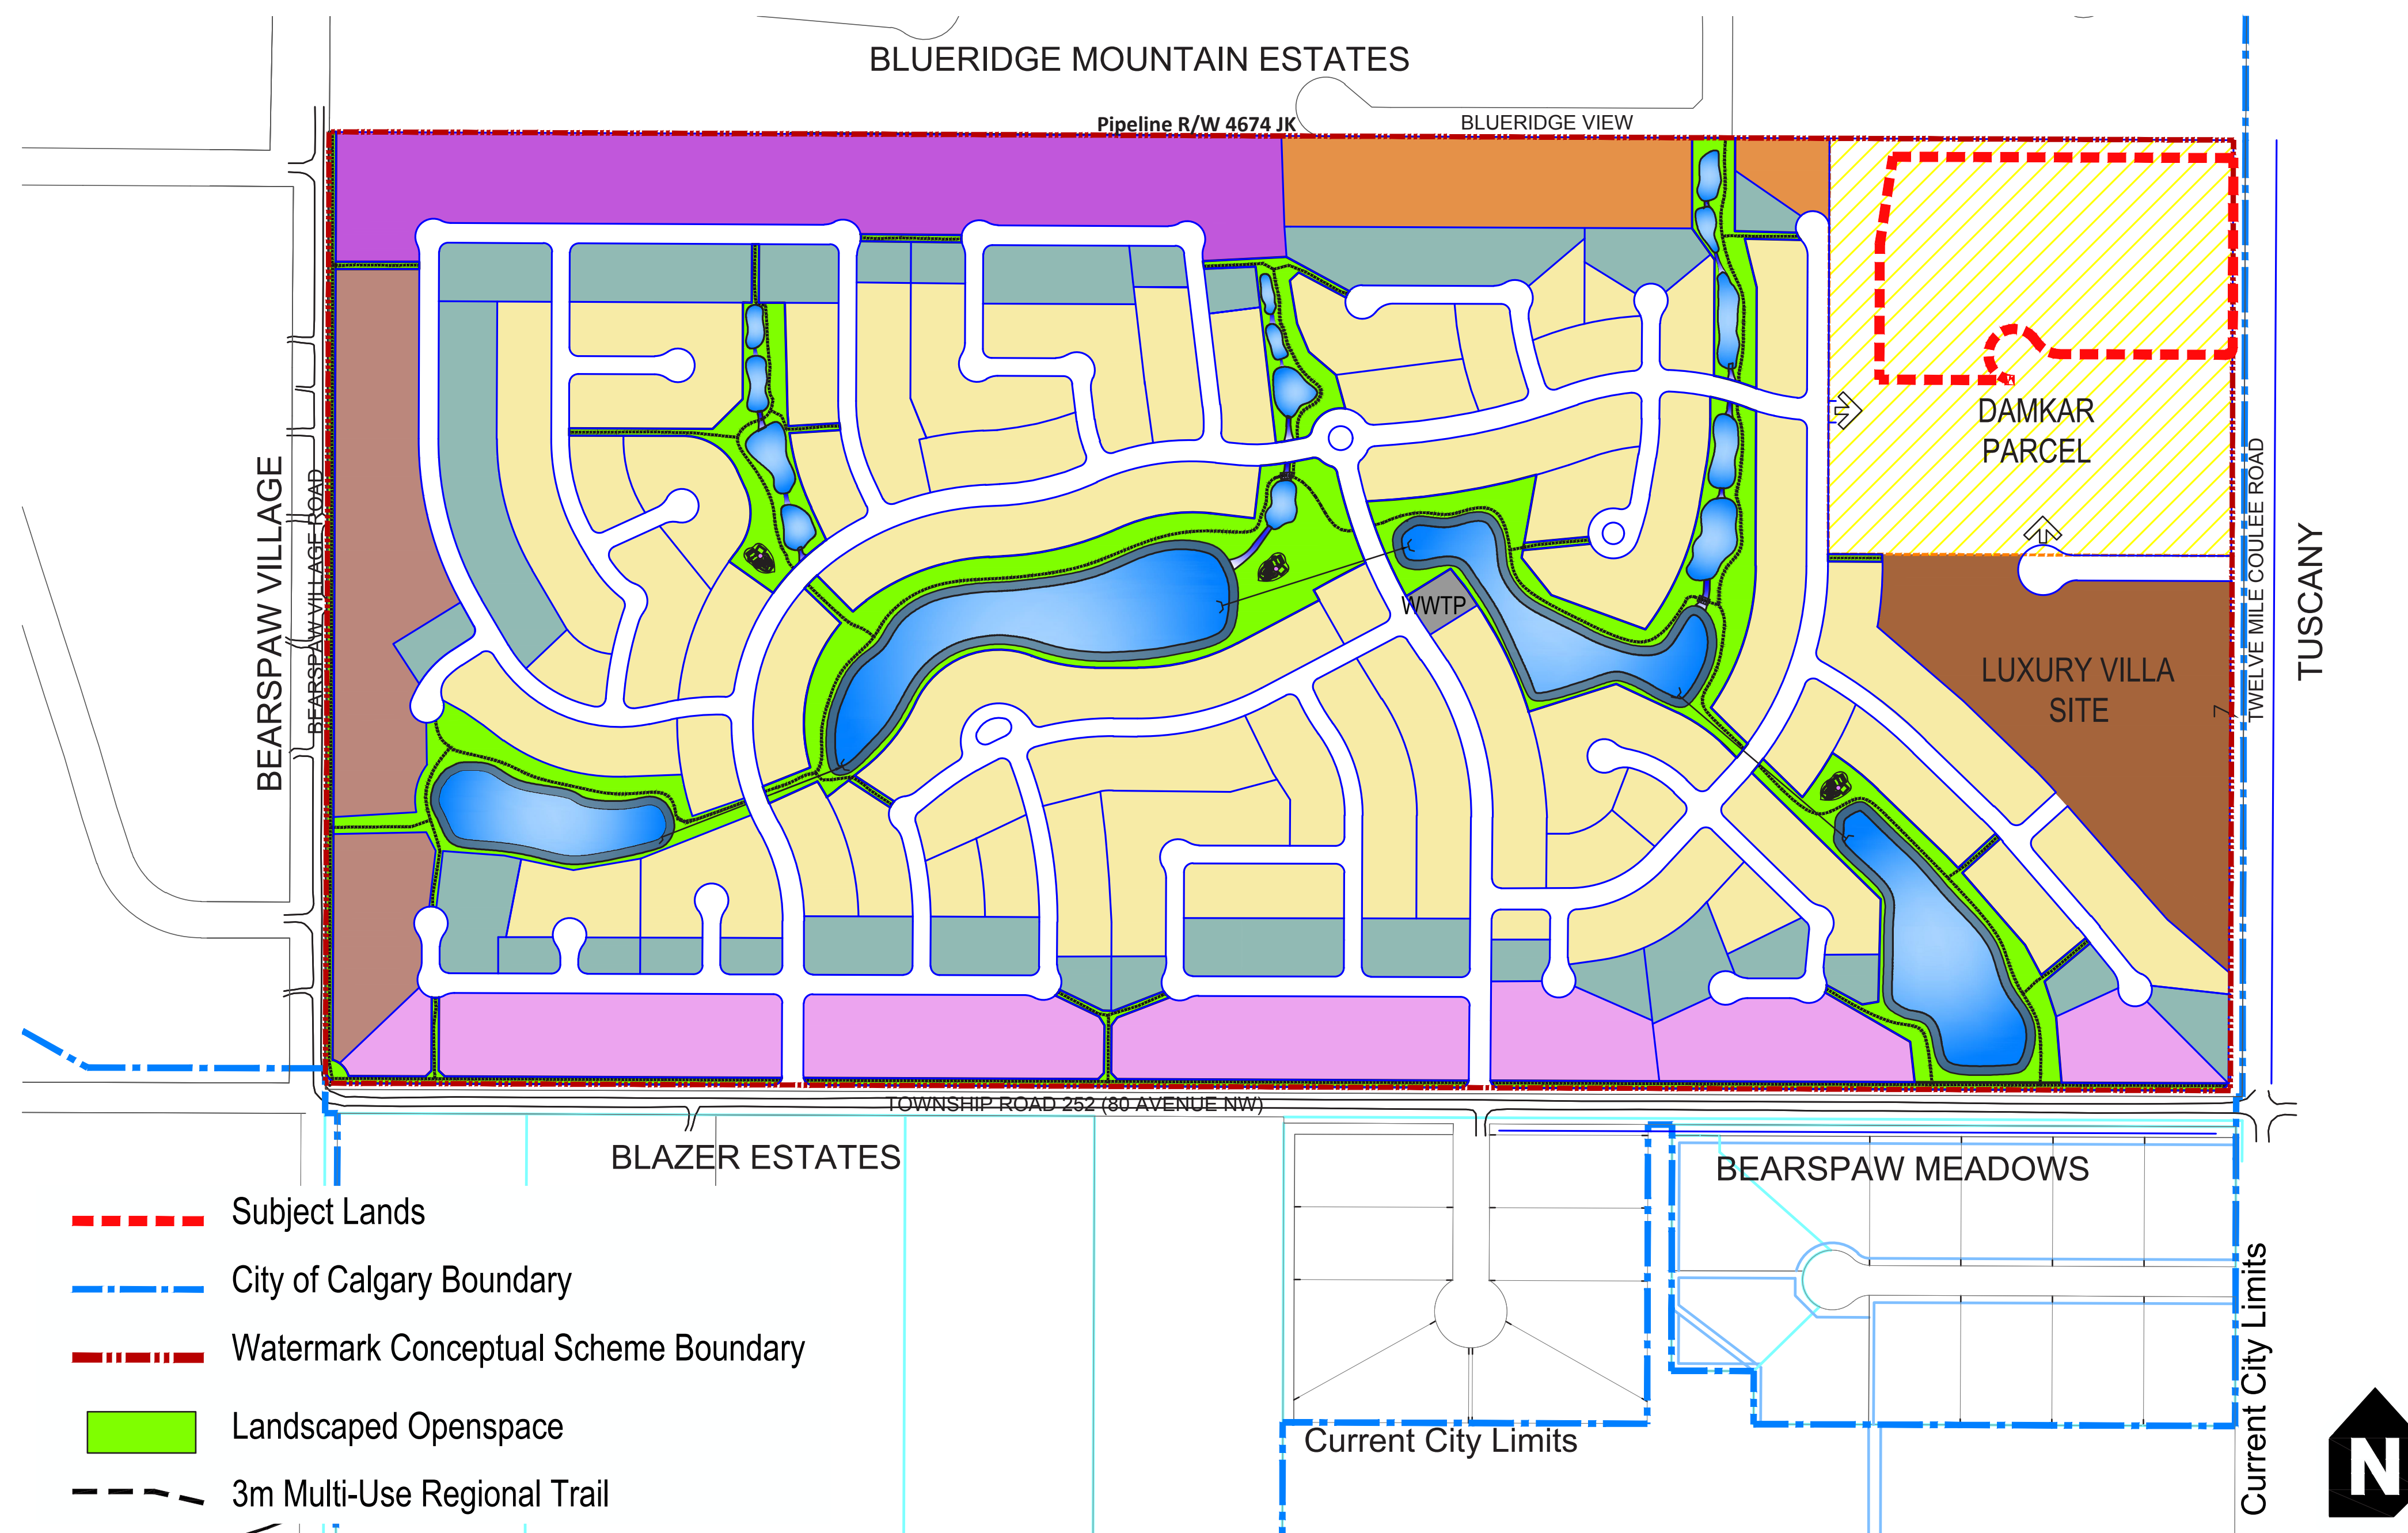 BLUERIDGE MOUNTAIN ESTATES
Pipeline R/W 4674 JK
BLUERIDGE VIEW
DAMKAR
PARCEL
BEARSPAW VILLAGE
BEARSPAW VILLAGE ROAD
TWELVE MILE COULEE ROAD
TUSCANY
WWTP
LUXURY VILLA
SITE
7
TOWNSHIP ROAD 252 (80 AVENUE NW)
BLAZER ESTATES
BEARSPAW MEADOWS
Subject Lands
City of Calgary Boundary
Watermark Conceptual Scheme Boundary
Landscaped Openspace
3m Multi-Use Regional Trail
Current City Limits
Current City Limits
N